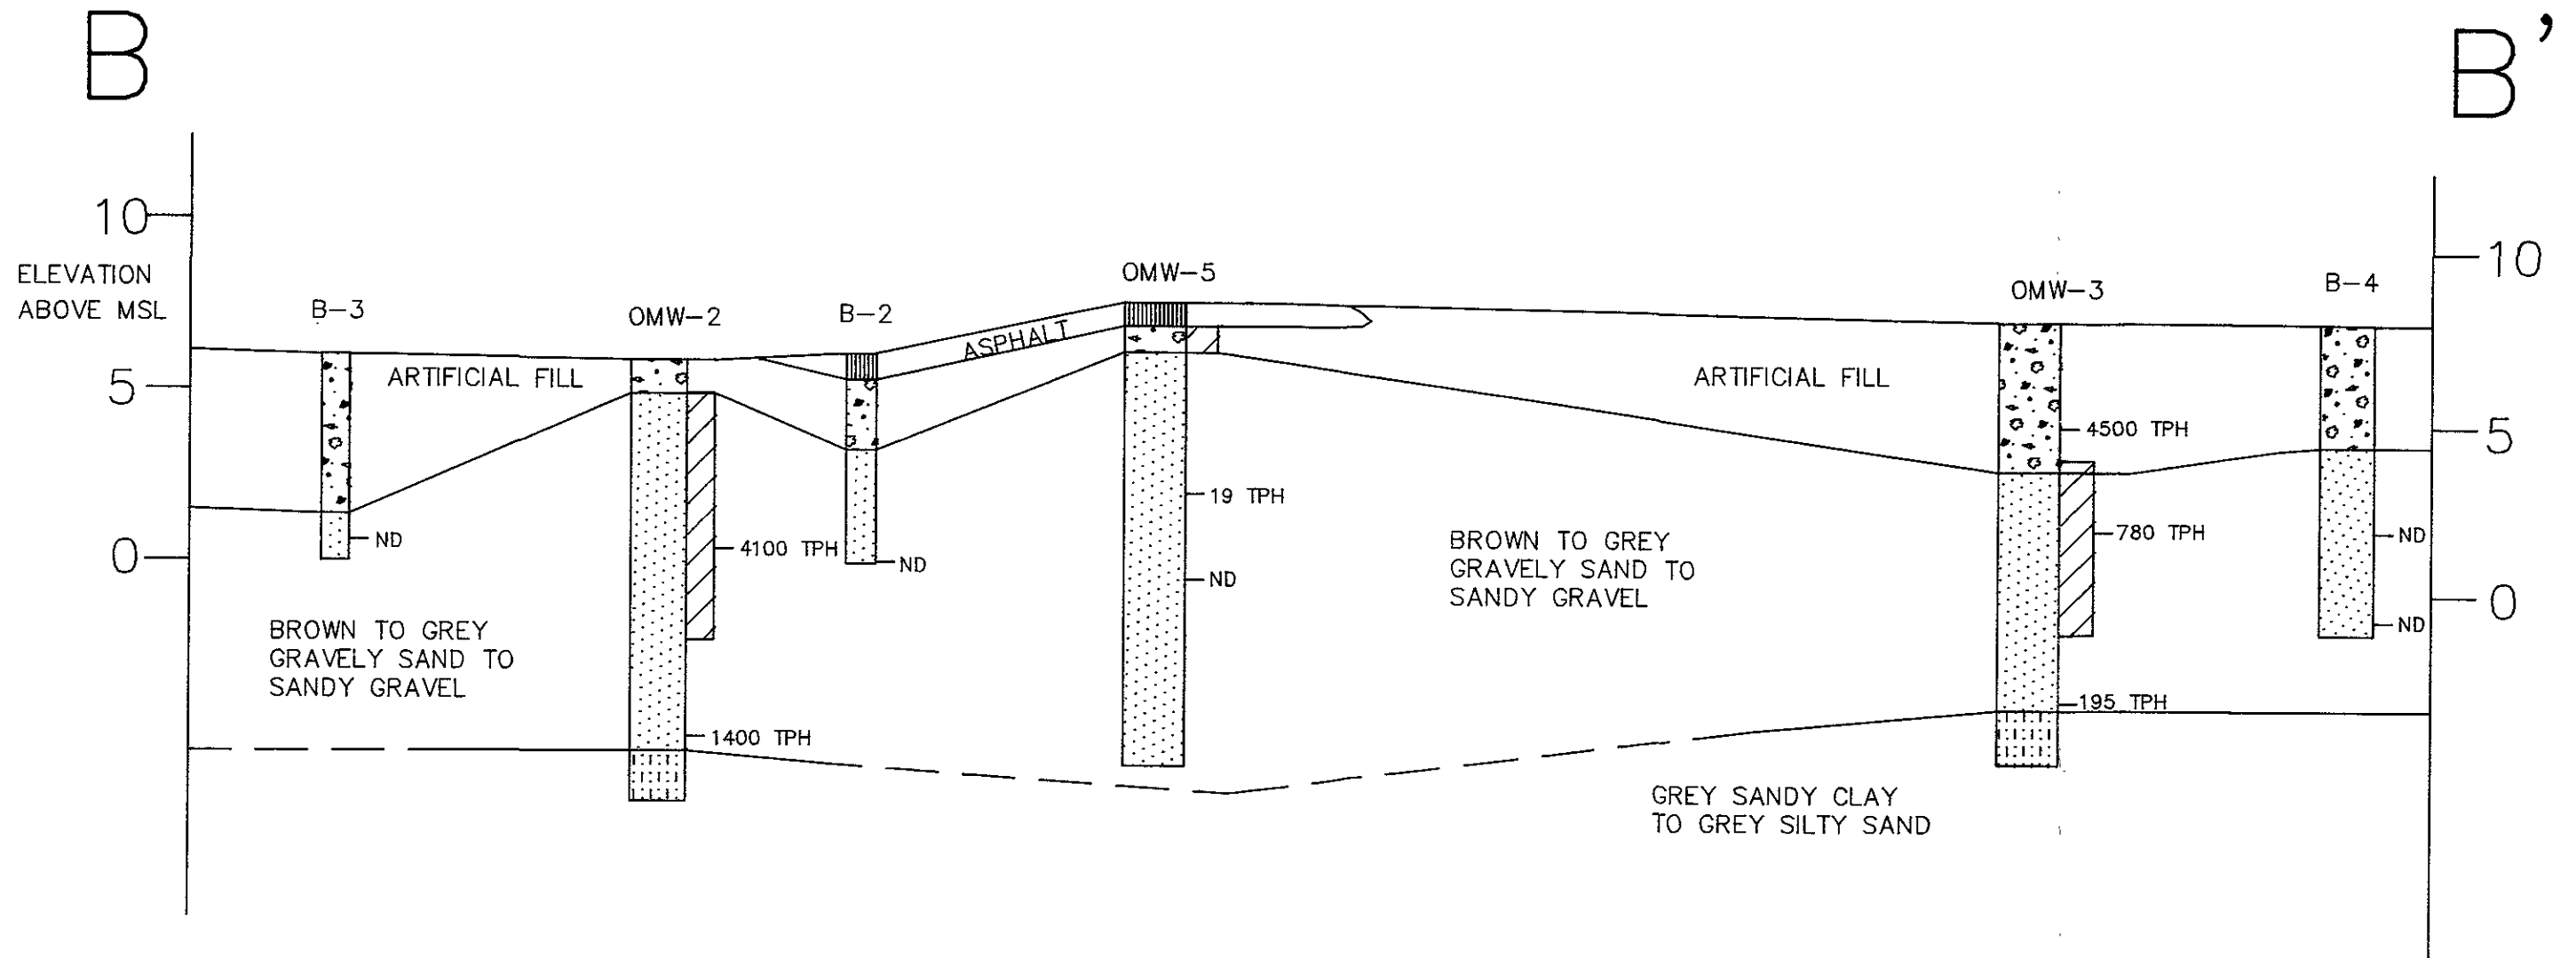 B
B'
10
ELEVATION
ABOVE MSL
5
0
10
5
0
B-3
OMW-2
B-2
OMW-5
OMW-3
B-4
ASPHALT
ARTIFICIAL FILL
ARTIFICIAL FILL
4500 TPH
19 TPH
ND
4100 TPH
ND
ND
780 TPH
ND
ND
BROWN TO GREY
GRAVELY SAND TO
SANDY GRAVEL
BROWN TO GREY
GRAVELY SAND TO
SANDY GRAVEL
1400 TPH
195 TPH
GREY SANDY CLAY
TO GREY SILTY SAND